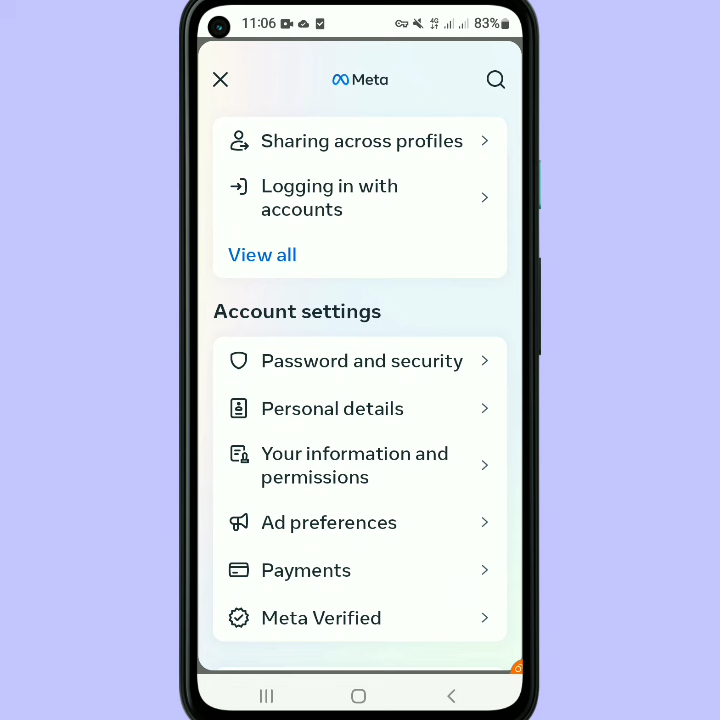 11:06 83%
Meta
Sharing across profiles
Logging in with
accounts
View all
Account settings
Password and security
Personal details
Your information and
permissions
Ad preferences
Payments
Meta Verified